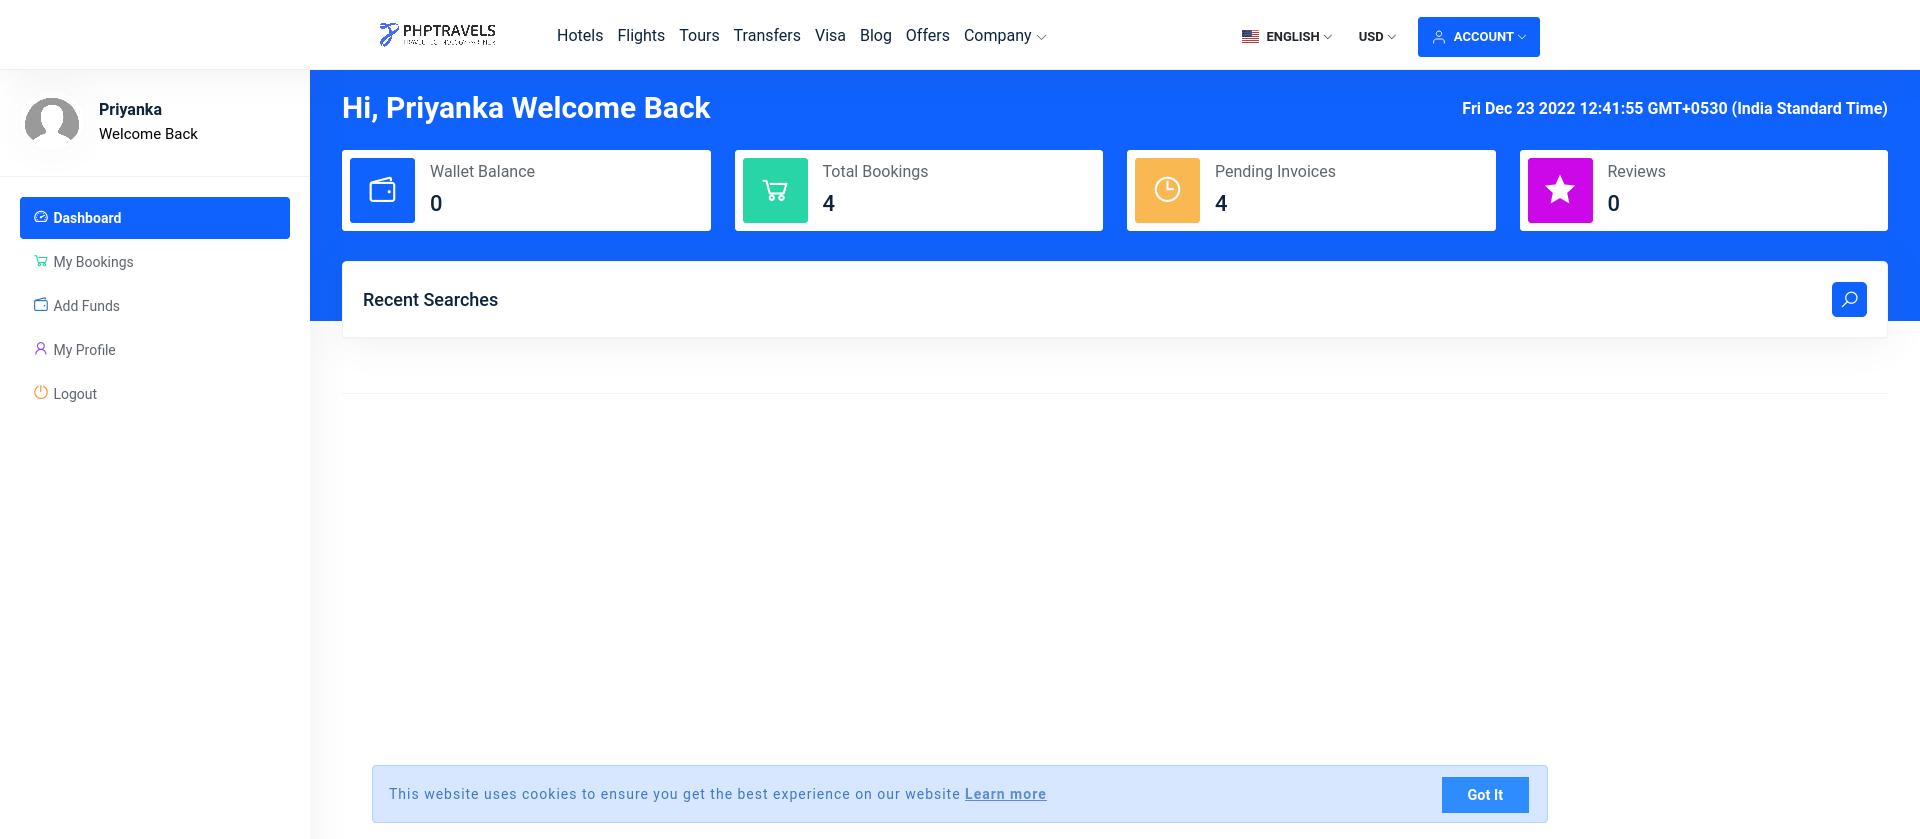 PHPTRAVELS
Hotels Flights Tours Transfers Visa Blog Offers Company
ENGLISH USD ACCOUNT
Priyanka
Welcome Back
Dashboard
My Bookings
Add Funds
My Profile
Logout
Hi, Priyanka Welcome Back
Fri Dec 23 2022 12:41:55 GMT+0530 (India Standard Time)
Wallet Balance
0
Total Bookings
4
Pending Invoices
4
Reviews
0
Recent Searches
This website uses cookies to ensure you get the best experience on our website Learn more
Got It